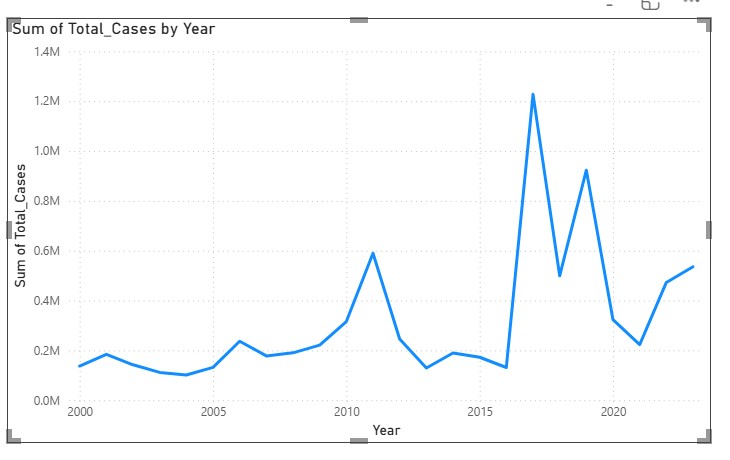 Sum of Total_Cases by Year
1.4M
1.2M
1.0M
0.8M
0.6M
0.4M
0.2M
0.0M
Sum of Total_Cases
2000 2005 2010 2015 2020
Year